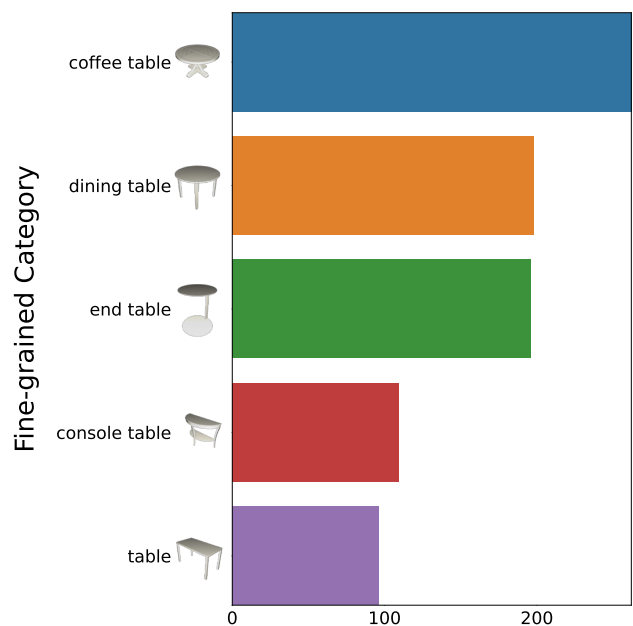 Fine-grained Category
coffee table
dining table
end table
console table
table
0 100 200